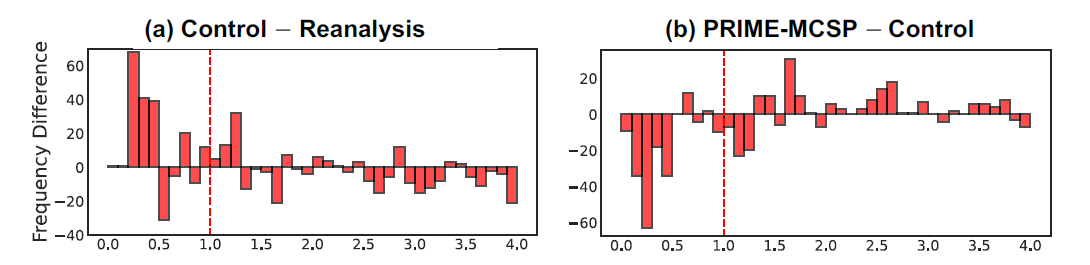 (a) Control − Reanalysis
Frequency Difference
60
40
20
0
−20
−40
0.0 0.5 1.0 1.5 2.0 2.5 3.0 3.5 4.0
(b) PRIME-MCSP − Control
20
0
−20
−40
−60
0.0 0.5 1.0 1.5 2.0 2.5 3.0 3.5 4.0